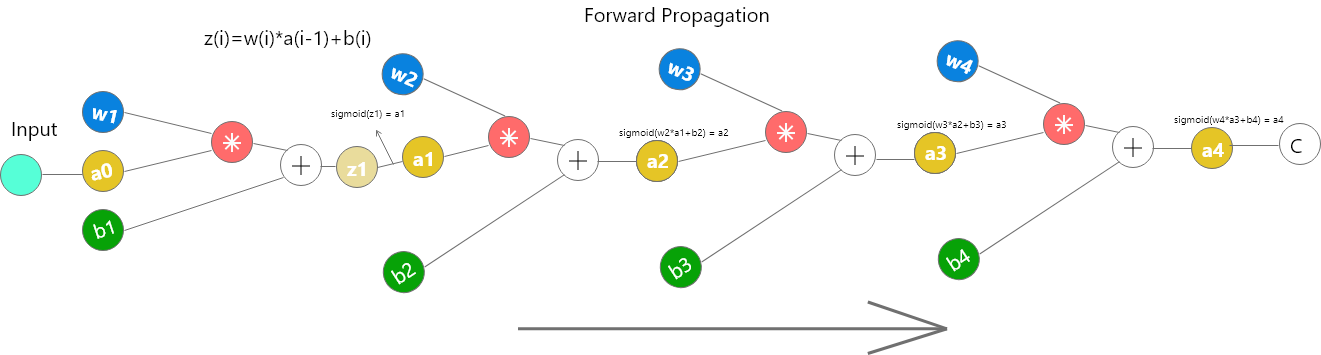 Forward Propagation
z(i)=w(i)*a(i-1)+b(i)
Input
w1
a0
b1
*
+
z1
sigmoid(z1) = a1
a1
w2
*
b2
+
sigmoid(w2*a1+b2) = a2
a2
w3
*
b3
+
sigmoid(w3*a2+b3) = a3
a3
w4
*
b4
+
sigmoid(w4*a3+b4) = a4
a4
C